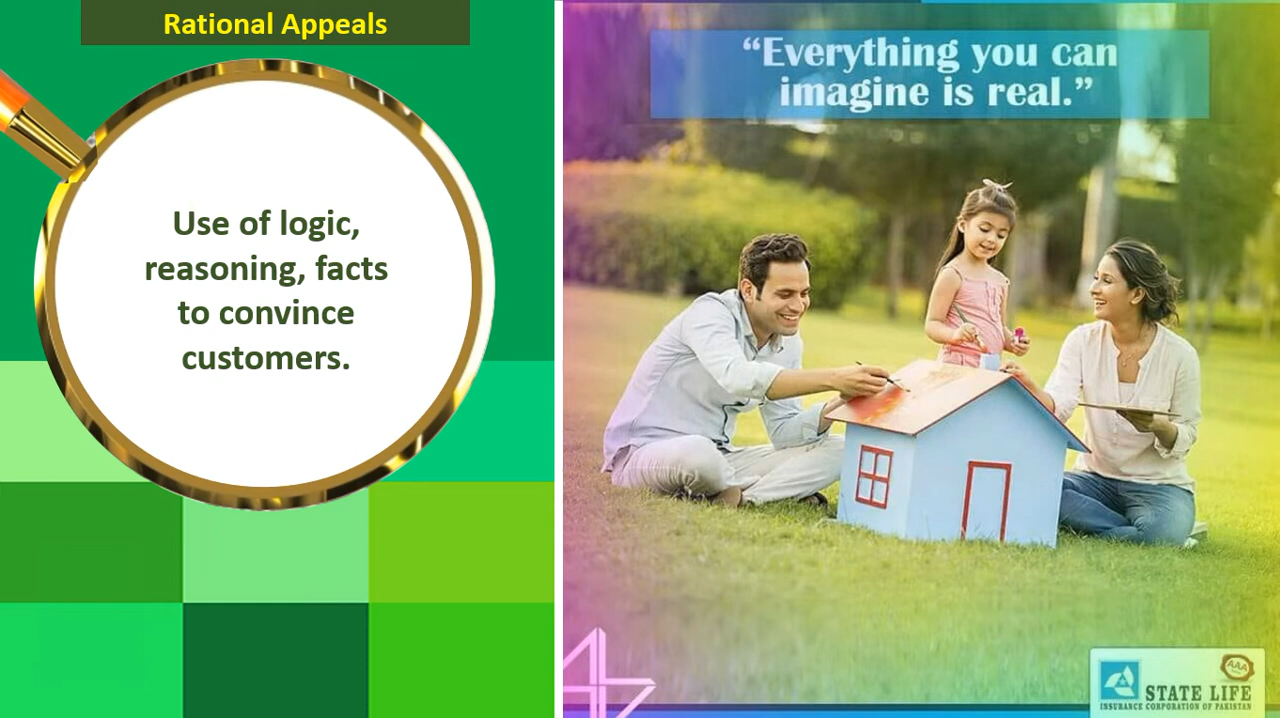 Rational Appeals
Use of logic,
reasoning, facts
to convince
customers.
“Everything you can
imagine is real.”
AAA
STATE LIFE
INSURANCE CORPORATION OF PAKISTAN